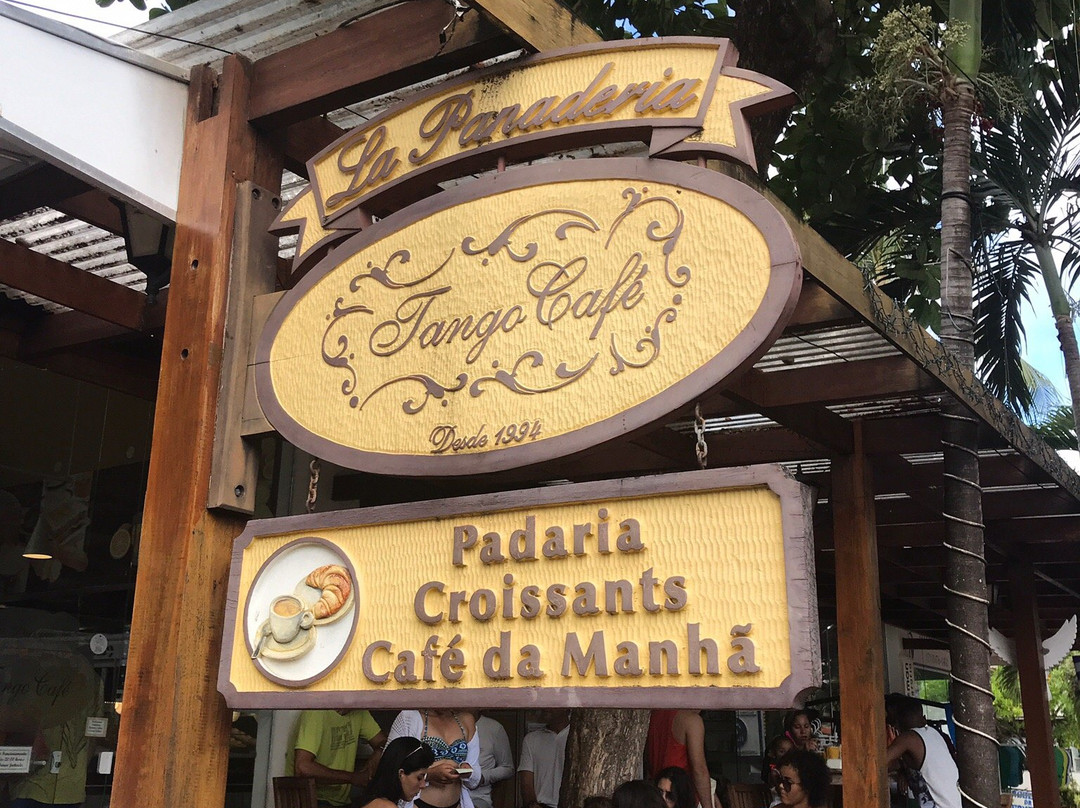 La Panaderia
Tango Café
Desde 1994
Padaria
Croissants
Café da Manhã